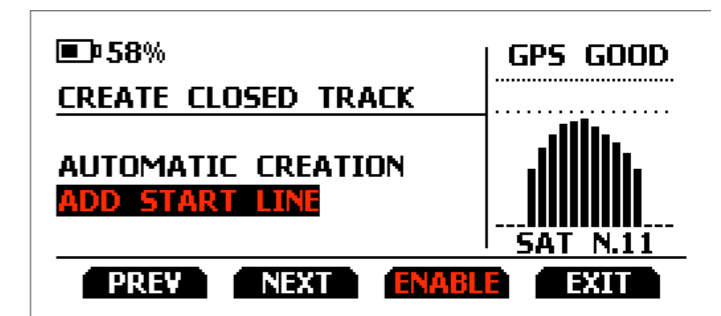 58%
GPS GOOD
CREATE CLOSED TRACK
AUTOMATIC CREATION
ADD START LINE
SAT N.11
PREV NEXT ENABLE EXIT